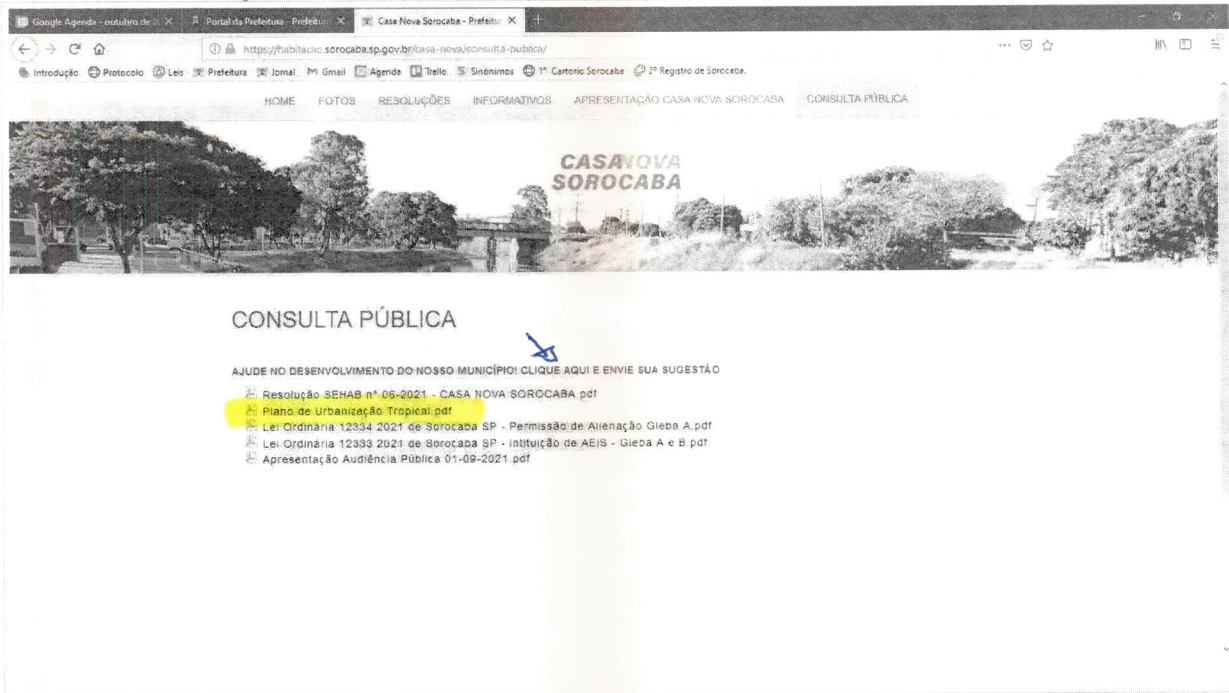 Google Agenda - outubro de 2
Portal da Prefeitura - Prefeitur
Casa Nova Sorocaba - Prefeitu
https://habitacao.sorocaba.sp.gov.br/casa-nova/consulta-publica/
Introdução Protocolo Leis Prefeitura Jornal Gmail Agenda Trello Sinônimos 1º Cartorio Sorocaba 2º Registro de Sorocaba.
HOME FOTOS RESOLUÇÕES INFORMATIVOS APRESENTAÇÃO CASA NOVA SOROCABA CONSULTA PÚBLICA
CASA NOVA
SOROCABA
CONSULTA PÚBLICA
AJUDE NO DESENVOLVIMENTO DO NOSSO MUNICÍPIO! CLIQUE AQUI E ENVIE SUA SUGESTÃO
Resolução SEHAB nº 06-2021 - CASA NOVA SOROCABA.pdf
Plano de Urbanização Tropical.pdf
Lei Ordinária 12334 2021 de Sorocaba SP - Permissão de Alienação Gleba A.pdf
Lei Ordinária 12333 2021 de Sorocaba SP - Intituição de AEIS - Gleba A e B.pdf
Apresentação Audiência Pública 01-09-2021.pdf